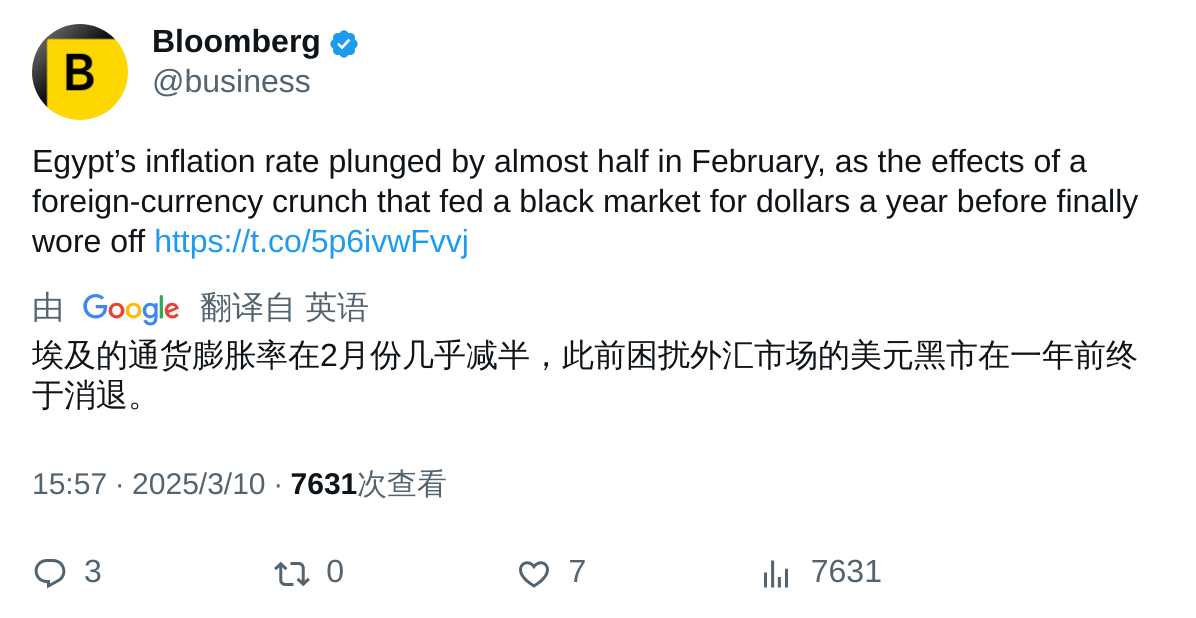 Bloomberg
@business
B
Egypt’s inflation rate plunged by almost half in February, as the effects of a
foreign-currency crunch that fed a black market for dollars a year before finally
wore off https://t.co/5p6ivwFvvj
由 Google 翻译自 英语
埃及的通货膨胀率在2月份几乎减半，此前困扰外汇市场的美元黑市在一年前终
于消退。
15:57 · 2025/3/10 · 7631次查看
3 0 7 7631